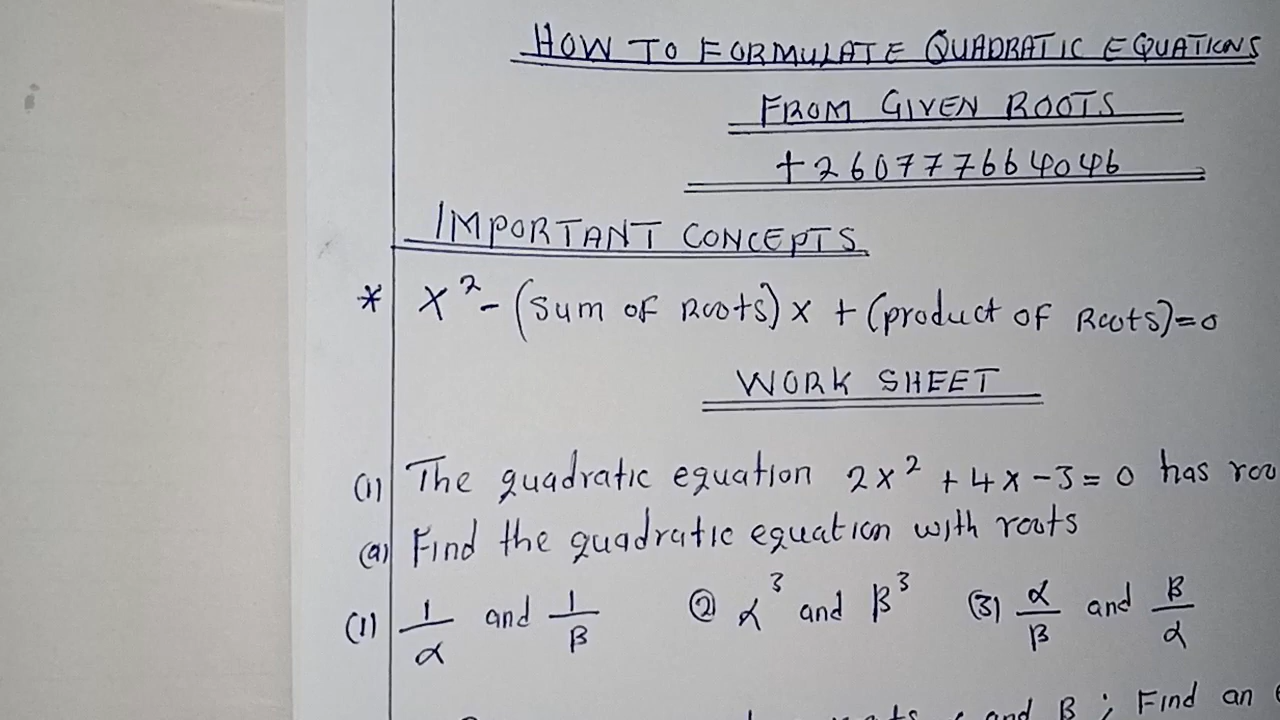 HOW TO FORMULATE QUADRATIC EQUATIONS
FROM GIVEN ROOTS
+260777664046
IMPORTANT CONCEPTS
* x² - (sum of Roots) x + (product of Roots) = 0
WORK SHEET
(1) The quadratic equation 2x² + 4x - 3 = 0 has
(a) Find the quadratic equation with roots
(1) 1/α and 1/β ② α³ and β³ (3) α/β and β/α
and β ; Find an